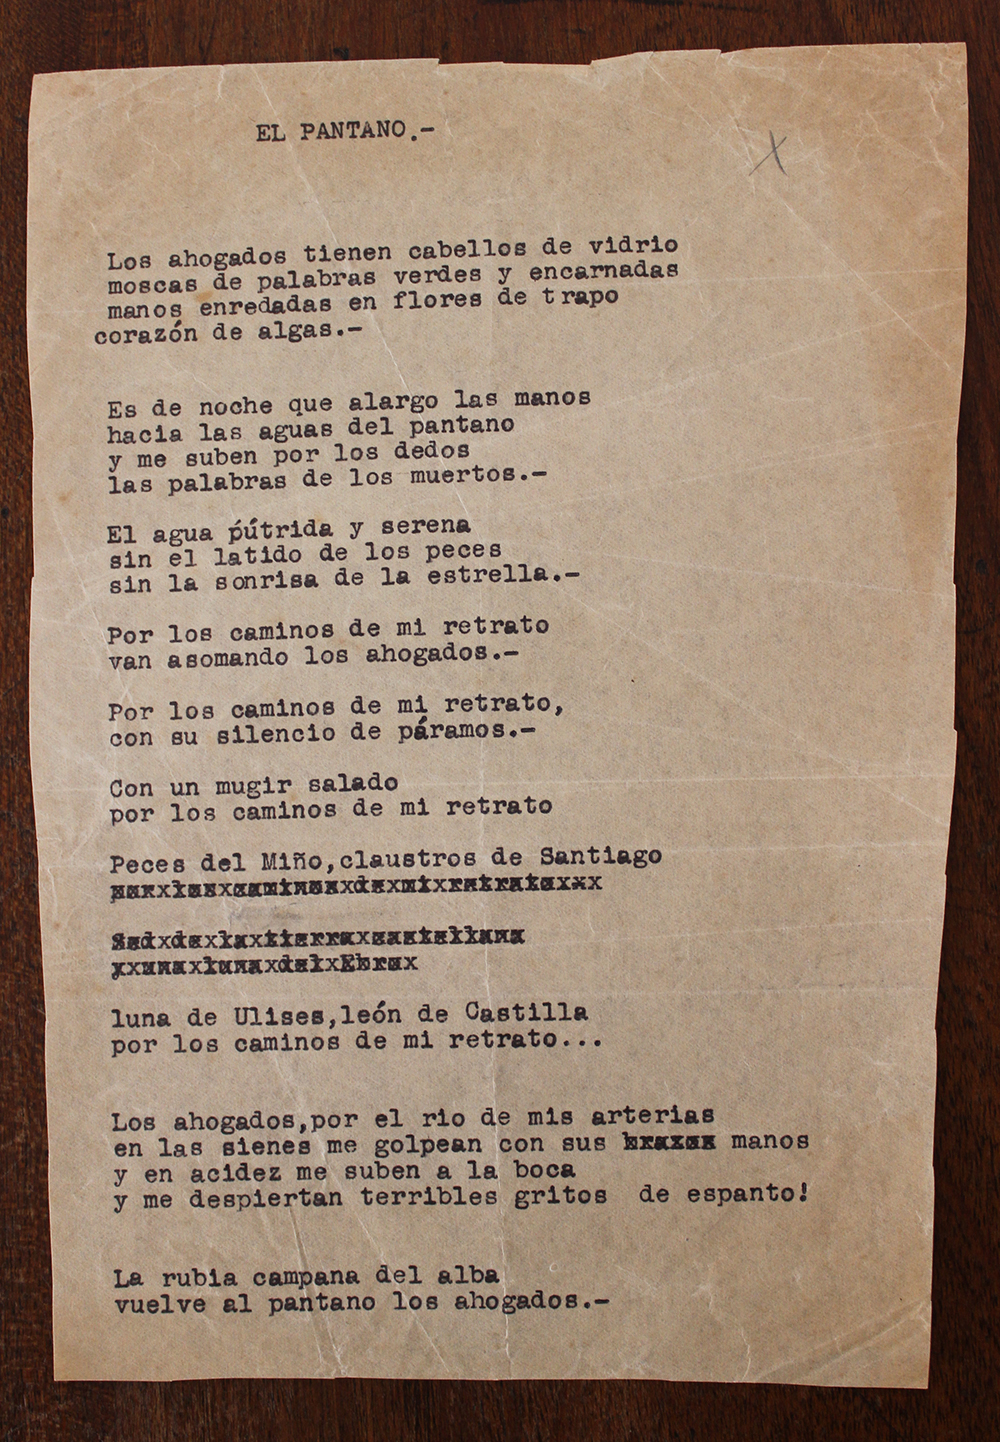 EL PANTANO.-
X
Los ahogados tienen cabellos de vidrio
moscas de palabras verdes y encarnadas
manos enredadas en flores de trapo
corazón de algas.-
Es de noche que alargo las manos
hacia las aguas del pantano
y me suben por los dedos
las palabras de los muertos.-
El agua pútrida y serena
sin el latido de los peces
sin la sonrisa de la estrella.-
Por los caminos de mi retrato
van asomando los ahogados.-
Por los caminos de mi retrato,
con su silencio de páramos.-
Con un mugir salado
por los caminos de mi retrato
Peces del Miño,claustros de Santiago
luna de Ulises,león de Castilla
por los caminos de mi retrato...
Los ahogados,por el rio de mis arterias
en las sienes me golpean con sus manos
y en acidez me suben a la boca
y me despiertan terribles gritos de espanto!
La rubia campana del alba
vuelve al pantano los ahogados.-